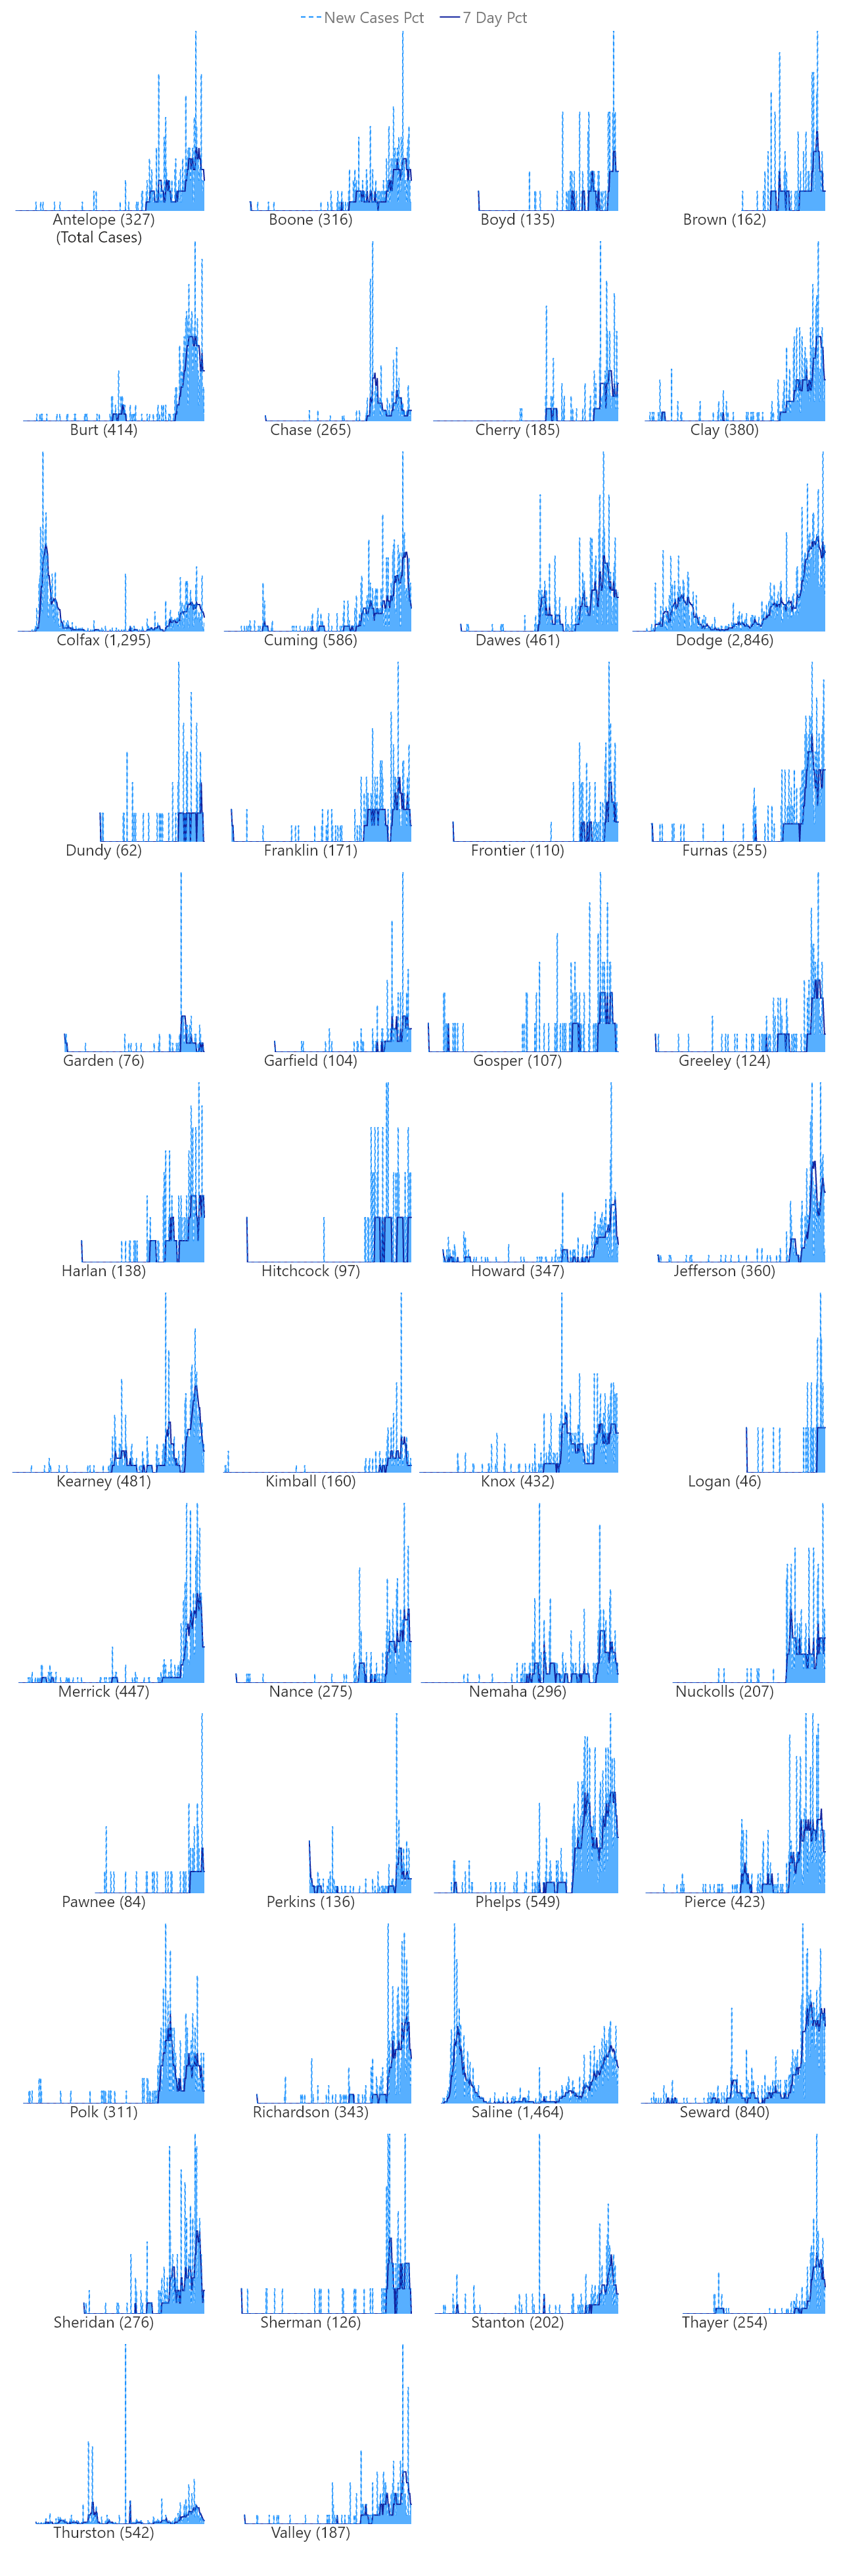 New Cases Pct 7 Day Pct
Antelope (327) Boone (316) Boyd (135) Brown (162)
(Total Cases)
Burt (414) Chase (265) Cherry (185) Clay (380)
Colfax (1,295) Cuming (586) Dawes (461) Dodge (2,846)
Dundy (62) Franklin (171) Frontier (110) Furnas (255)
Garden (76) Garfield (104) Gosper (107) Greeley (124)
Harlan (138) Hitchcock (97) Howard (347) Jefferson (360)
Kearney (481) Kimball (160) Knox (432) Logan (46)
Merrick (447) Nance (275) Nemaha (296) Nuckolls (207)
Pawnee (84) Perkins (136) Phelps (549) Pierce (423)
Polk (311) Richardson (343) Saline (1,464) Seward (840)
Sheridan (276) Sherman (126) Stanton (202) Thayer (254)
Thurston (542) Valley (187)